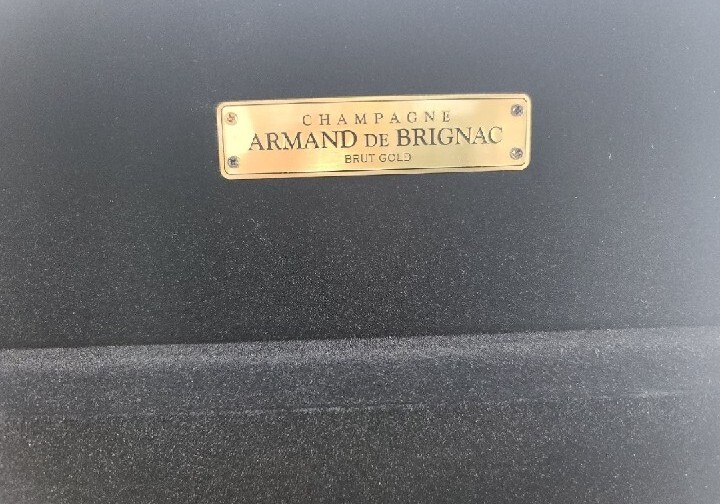 CHAMPAGNE
ARMAND DE BRIGNAC
BRUT GOLD